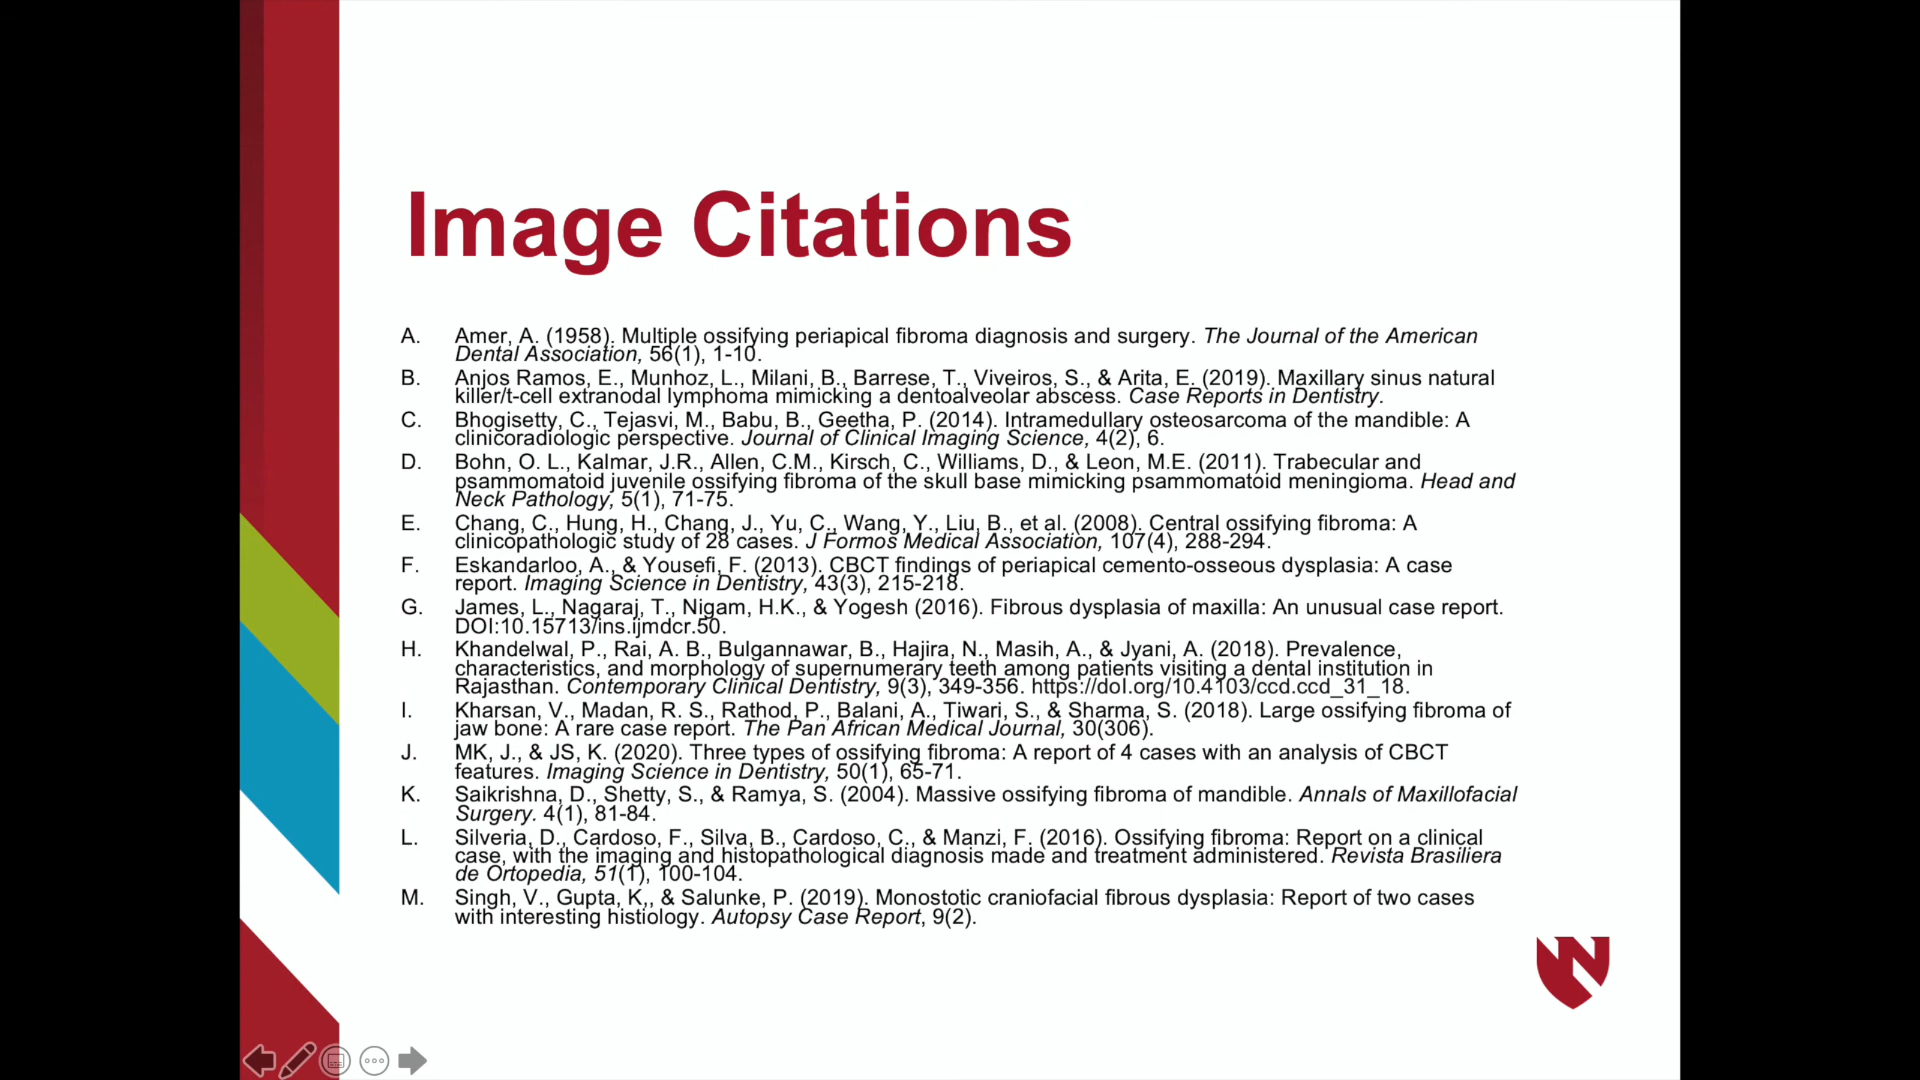 Image Citations
A. Amer, A. (1958). Multiple ossifying periapical fibroma diagnosis and surgery. The Journal of the American
Dental Association, 56(1), 1-10.
B. Anjos Ramos, E., Munhoz, L., Milani, B., Barrese, T., Viveiros, S., & Arita, E. (2019). Maxillary sinus natural
killer/t-cell extranodal lymphoma mimicking a dentoalveolar abscess. Case Reports in Dentistry.
C. Bhogisetty, C., Tejasvi, M., Babu, B., Geetha, P. (2014). Intramedullary osteosarcoma of the mandible: A
clinicoradiologic perspective. Journal of Clinical Imaging Science, 4(2), 6.
D. Bohn, O. L., Kalmar, J.R., Allen, C.M., Kirsch, C., Williams, D., & Leon, M.E. (2011). Trabecular and
psammomatoid juvenile ossifying fibroma of the skull base mimicking psammomatoid meningioma. Head and
Neck Pathology, 5(1), 71-75.
E. Chang, C., Hung, H., Chang, J., Yu, C., Wang, Y., Liu, B., et al. (2008). Central ossifying fibroma: A
clinicopathologic study of 28 cases. J Formos Medical Association, 107(4), 288-294.
F. Eskandarloo, A., & Yousefi, F. (2013). CBCT findings of periapical cemento-osseous dysplasia: A case
report. Imaging Science in Dentistry, 43(3), 215-218.
G. James, L., Nagaraj, T., Nigam, H.K., & Yogesh (2016). Fibrous dysplasia of maxilla: An unusual case report.
DOI:10.15713/ins.ijmdcr.50.
H. Khandelwal, P., Rai, A. B., Bulgannawar, B., Hajira, N., Masih, A., & Jyani, A. (2018). Prevalence,
characteristics, and morphology of supernumerary teeth among patients visiting a dental institution in
Rajasthan. Contemporary Clinical Dentistry, 9(3), 349-356. https://doI.org/10.4103/ccd.ccd_31_18.
I. Kharsan, V., Madan, R. S., Rathod, P., Balani, A., Tiwari, S., & Sharma, S. (2018). Large ossifying fibroma of
jaw bone: A rare case report. The Pan African Medical Journal, 30(306).
J. MK, J., & JS, K. (2020). Three types of ossifying fibroma: A report of 4 cases with an analysis of CBCT
features. Imaging Science in Dentistry, 50(1), 65-71.
K. Saikrishna, D., Shetty, S., & Ramya, S. (2004). Massive ossifying fibroma of mandible. Annals of Maxillofacial
Surgery. 4(1), 81-84.
L. Silveria, D., Cardoso, F., Silva, B., Cardoso, C., & Manzi, F. (2016). Ossifying fibroma: Report on a clinical
case, with the imaging and histopathological diagnosis made and treatment administered. Revista Brasiliera
de Ortopedia, 51(1), 100-104.
M. Singh, V., Gupta, K,, & Salunke, P. (2019). Monostotic craniofacial fibrous dysplasia: Report of two cases
with interesting histiology. Autopsy Case Report, 9(2).
N